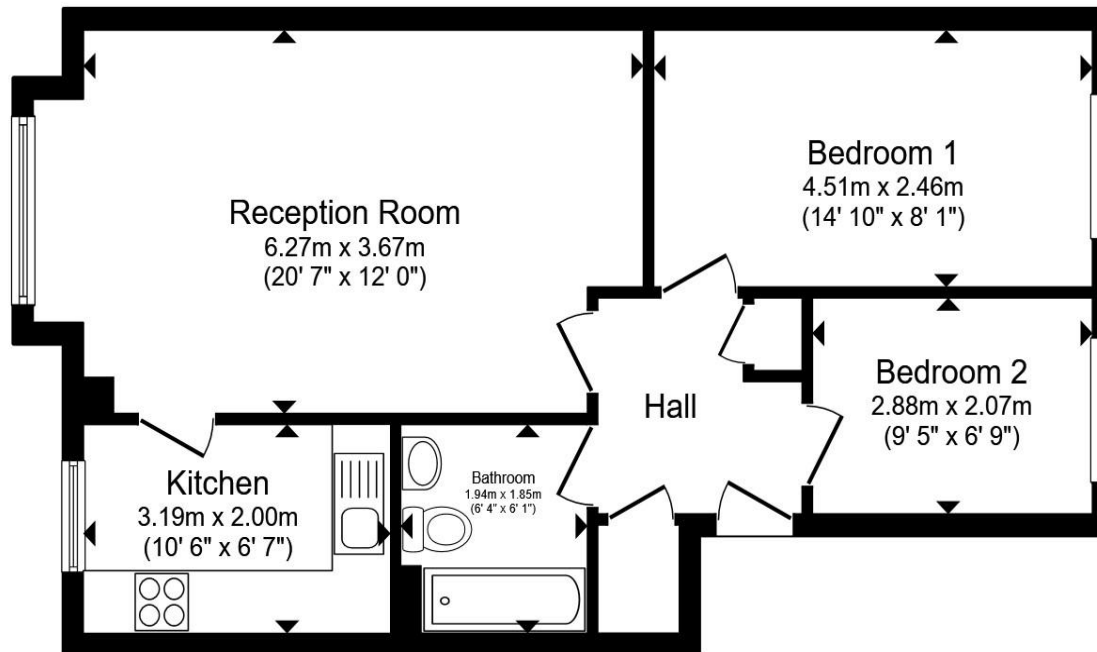 Reception Room
6.27m x 3.67m
(20' 7" x 12' 0")
Bedroom 1
4.51m x 2.46m
(14' 10" x 8' 1")
Bedroom 2
2.88m x 2.07m
(9' 5" x 6' 9")
Hall
Kitchen
3.19m x 2.00m
(10' 6" x 6' 7")
Bathroom
1.94m x 1.85m
(6' 4" x 6' 1")